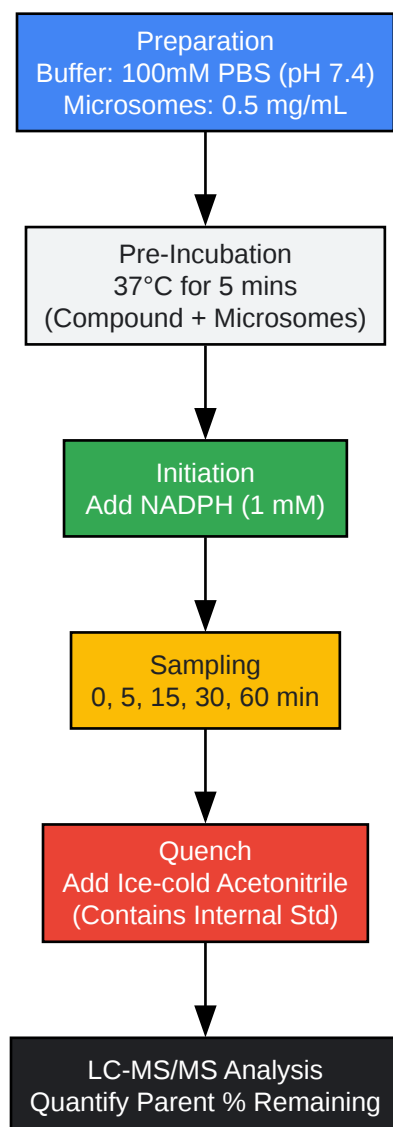 Preparation
Buffer: 100mM PBS (pH 7.4)
Microsomes: 0.5 mg/mL
Pre-Incubation
37°C for 5 mins
(Compound + Microsomes)
Initiation
Add NADPH (1 mM)
Sampling
0, 5, 15, 30, 60 min
Quench
Add Ice-cold Acetonitrile
(Contains Internal Std)
LC-MS/MS Analysis
Quantify Parent % Remaining